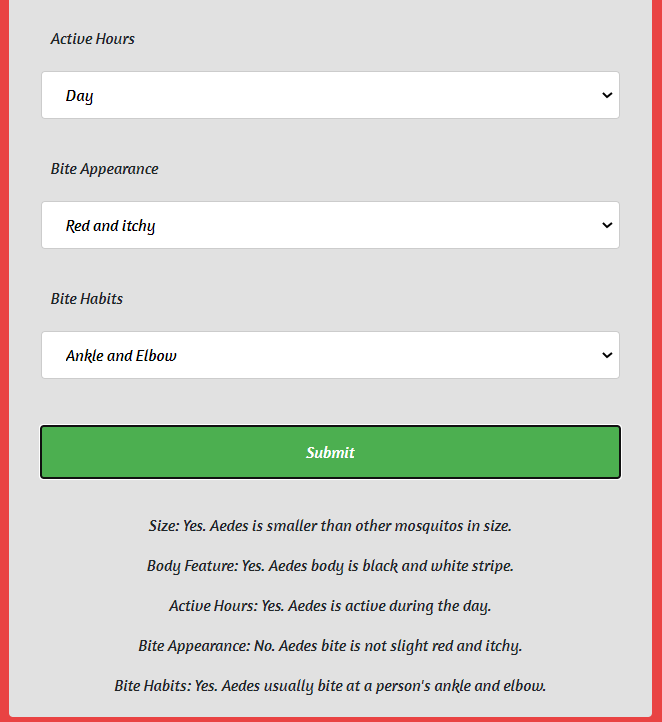 Active Hours
Day
Bite Appearance
Red and itchy
Bite Habits
Ankle and Elbow
Submit
Size: Yes. Aedes is smaller than other mosquitos in size.
Body Feature: Yes. Aedes body is black and white stripe.
Active Hours: Yes. Aedes is active during the day.
Bite Appearance: No. Aedes bite is not slight red and itchy.
Bite Habits: Yes. Aedes usually bite at a person's ankle and elbow.